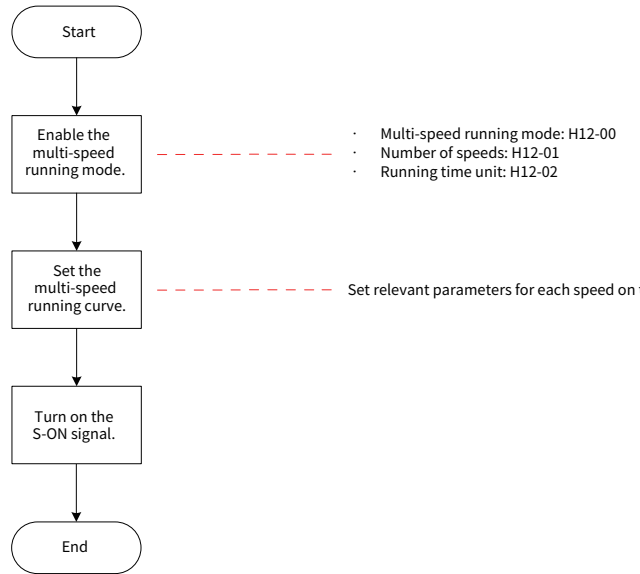 Start
Enable the
multi-speed
running mode.
· Multi-speed running mode: H12-00
· Number of speeds: H12-01
· Running time unit: H12-02
Set the
multi-speed
running curve.
Set relevant parameters for each speed on
Turn on the
S-ON signal.
End